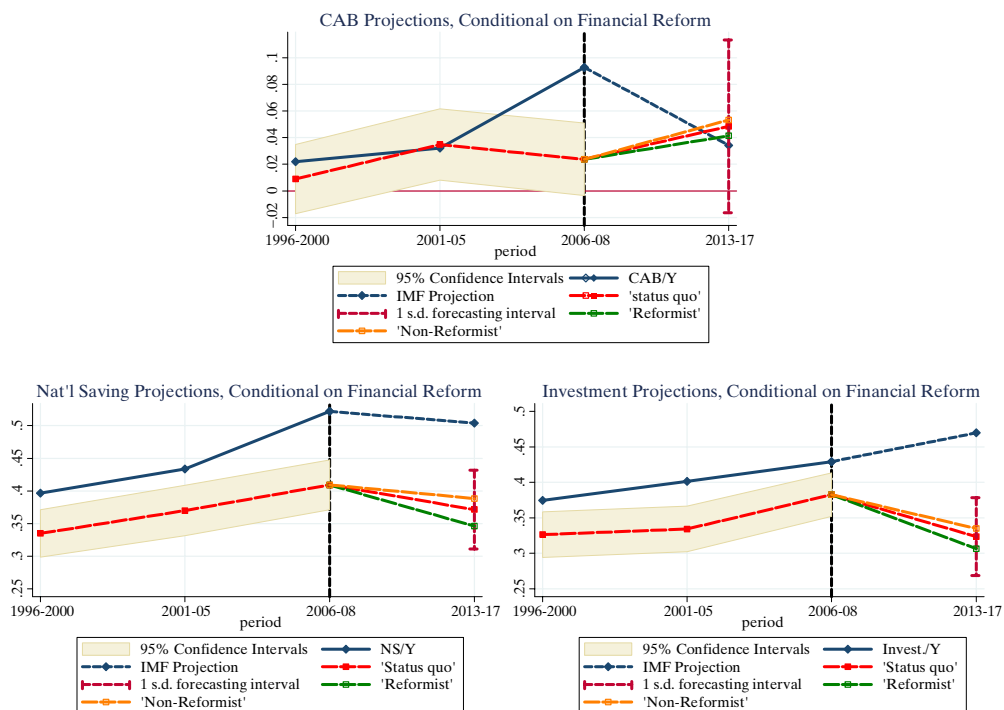 CAB Projections, Conditional on Financial Reform
.1
.08
.06
.04
.02
0
-.02
1996-2000 2001-05 2006-08 2013-17
period
95% Confidence Intervals CAB/Y
IMF Projection 'status quo'
1 s.d. forecasting interval 'Reformist'
'Non-Reformist'
Nat'l Saving Projections, Conditional on Financial Reform
.5
.45
.4
.35
.3
.25
1996-2000 2001-05 2006-08 2013-17
period
95% Confidence Intervals NS/Y
IMF Projection 'Status quo'
1 s.d. forecasting interval 'Reformist'
'Non-Reformist'
Investment Projections, Conditional on Financial Reform
.5
.45
.4
.35
.3
.25
1996-2000 2001-05 2006-08 2013-17
period
95% Confidence Intervals Invest./Y
IMF Projection 'Status quo'
1 s.d. forecasting interval 'Reformist'
'Non-Reformist'